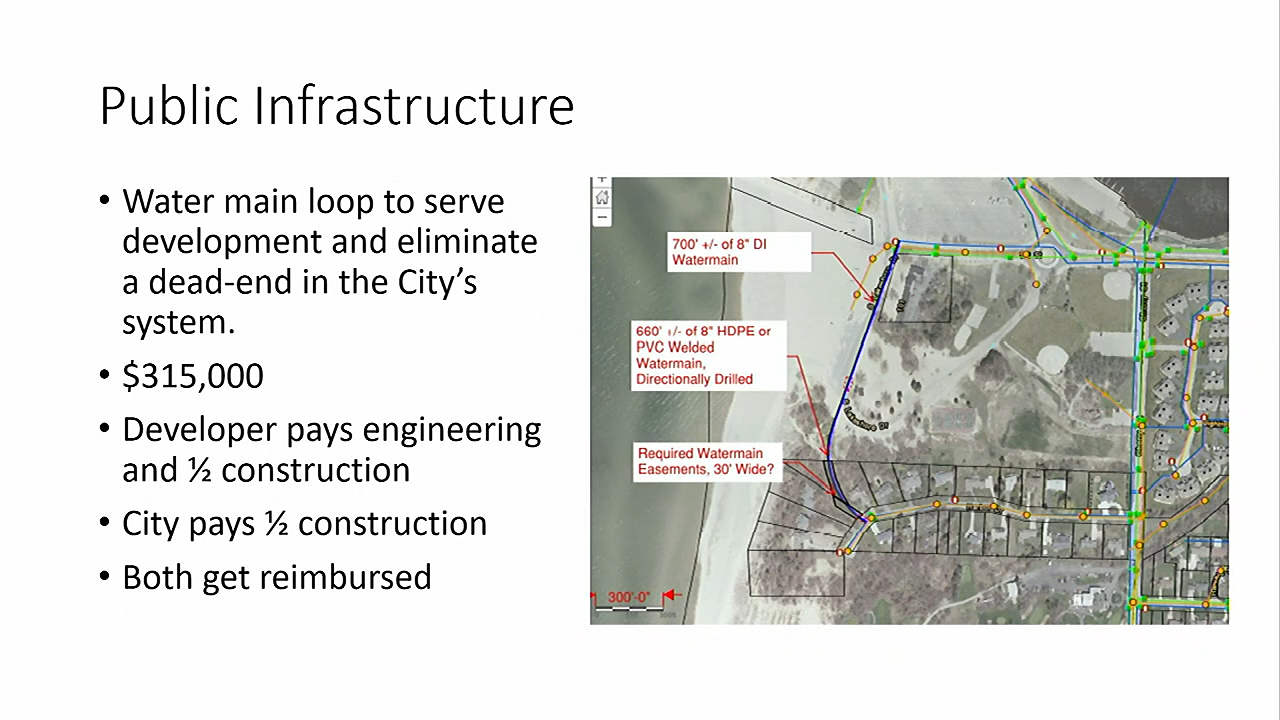 Public Infrastructure
• Water main loop to serve
development and eliminate
a dead-end in the City’s
system.
• $315,000
• Developer pays engineering
and ½ construction
• City pays ½ construction
• Both get reimbursed
700' +/- of 8" DI
Watermain
660' +/- of 8" HDPE or
PVC Welded
Watermain,
Directionally Drilled
Required Watermain
Easements, 30' Wide?
300'-0"